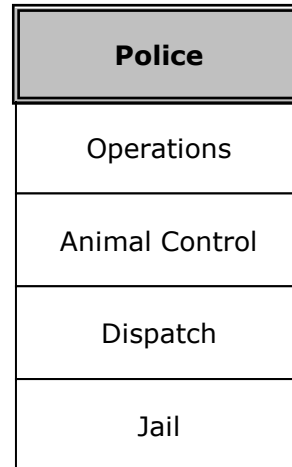 Police
Operations
Animal Control
Dispatch
Jail